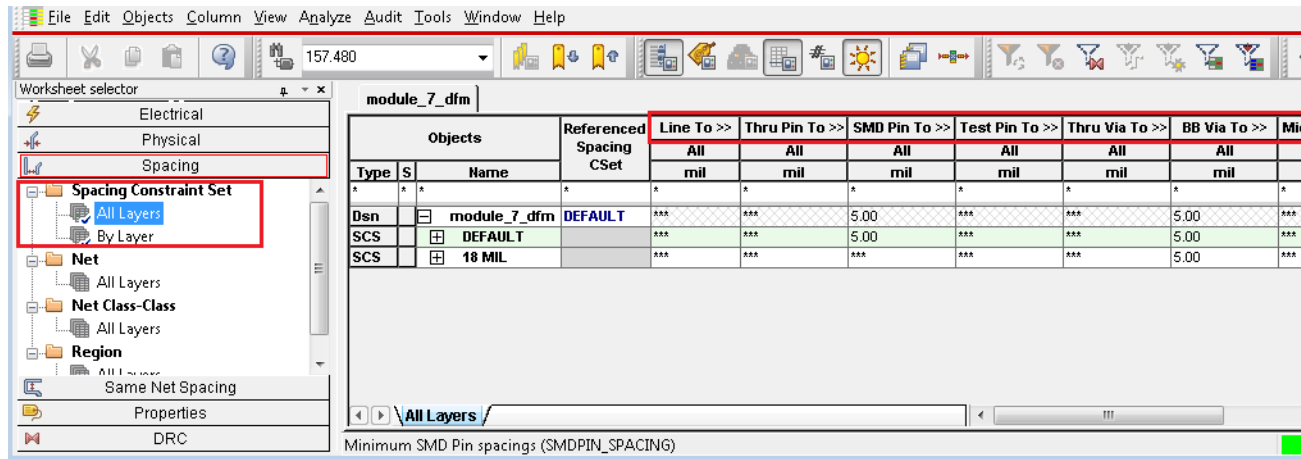 File Edit Objects Column View Analyze Audit Tools Window Help
157.480
Worksheet selector
Electrical
Physical
Spacing
Spacing Constraint Set
All Layers
By Layer
Net
All Layers
Net Class-Class
All Layers
Region
All Layers
Same Net Spacing
Properties
DRC
module_7_dfm
Objects Referenced Spacing CSet Line To >> Thru Pin To >> SMD Pin To >> Test Pin To >> Thru Via To >> BB Via To >>
All All All All All All
Type S Name mil mil mil mil mil mil
* * * * * * * * * * *
Dsn module_7_dfm DEFAULT *** *** 5.00 *** *** 5.00 ***
SCS DEFAULT *** *** 5.00 *** *** 5.00 ***
SCS 18 MIL *** *** *** *** *** 5.00 ***
All Layers
Minimum SMD Pin spacings (SMDPIN_SPACING)